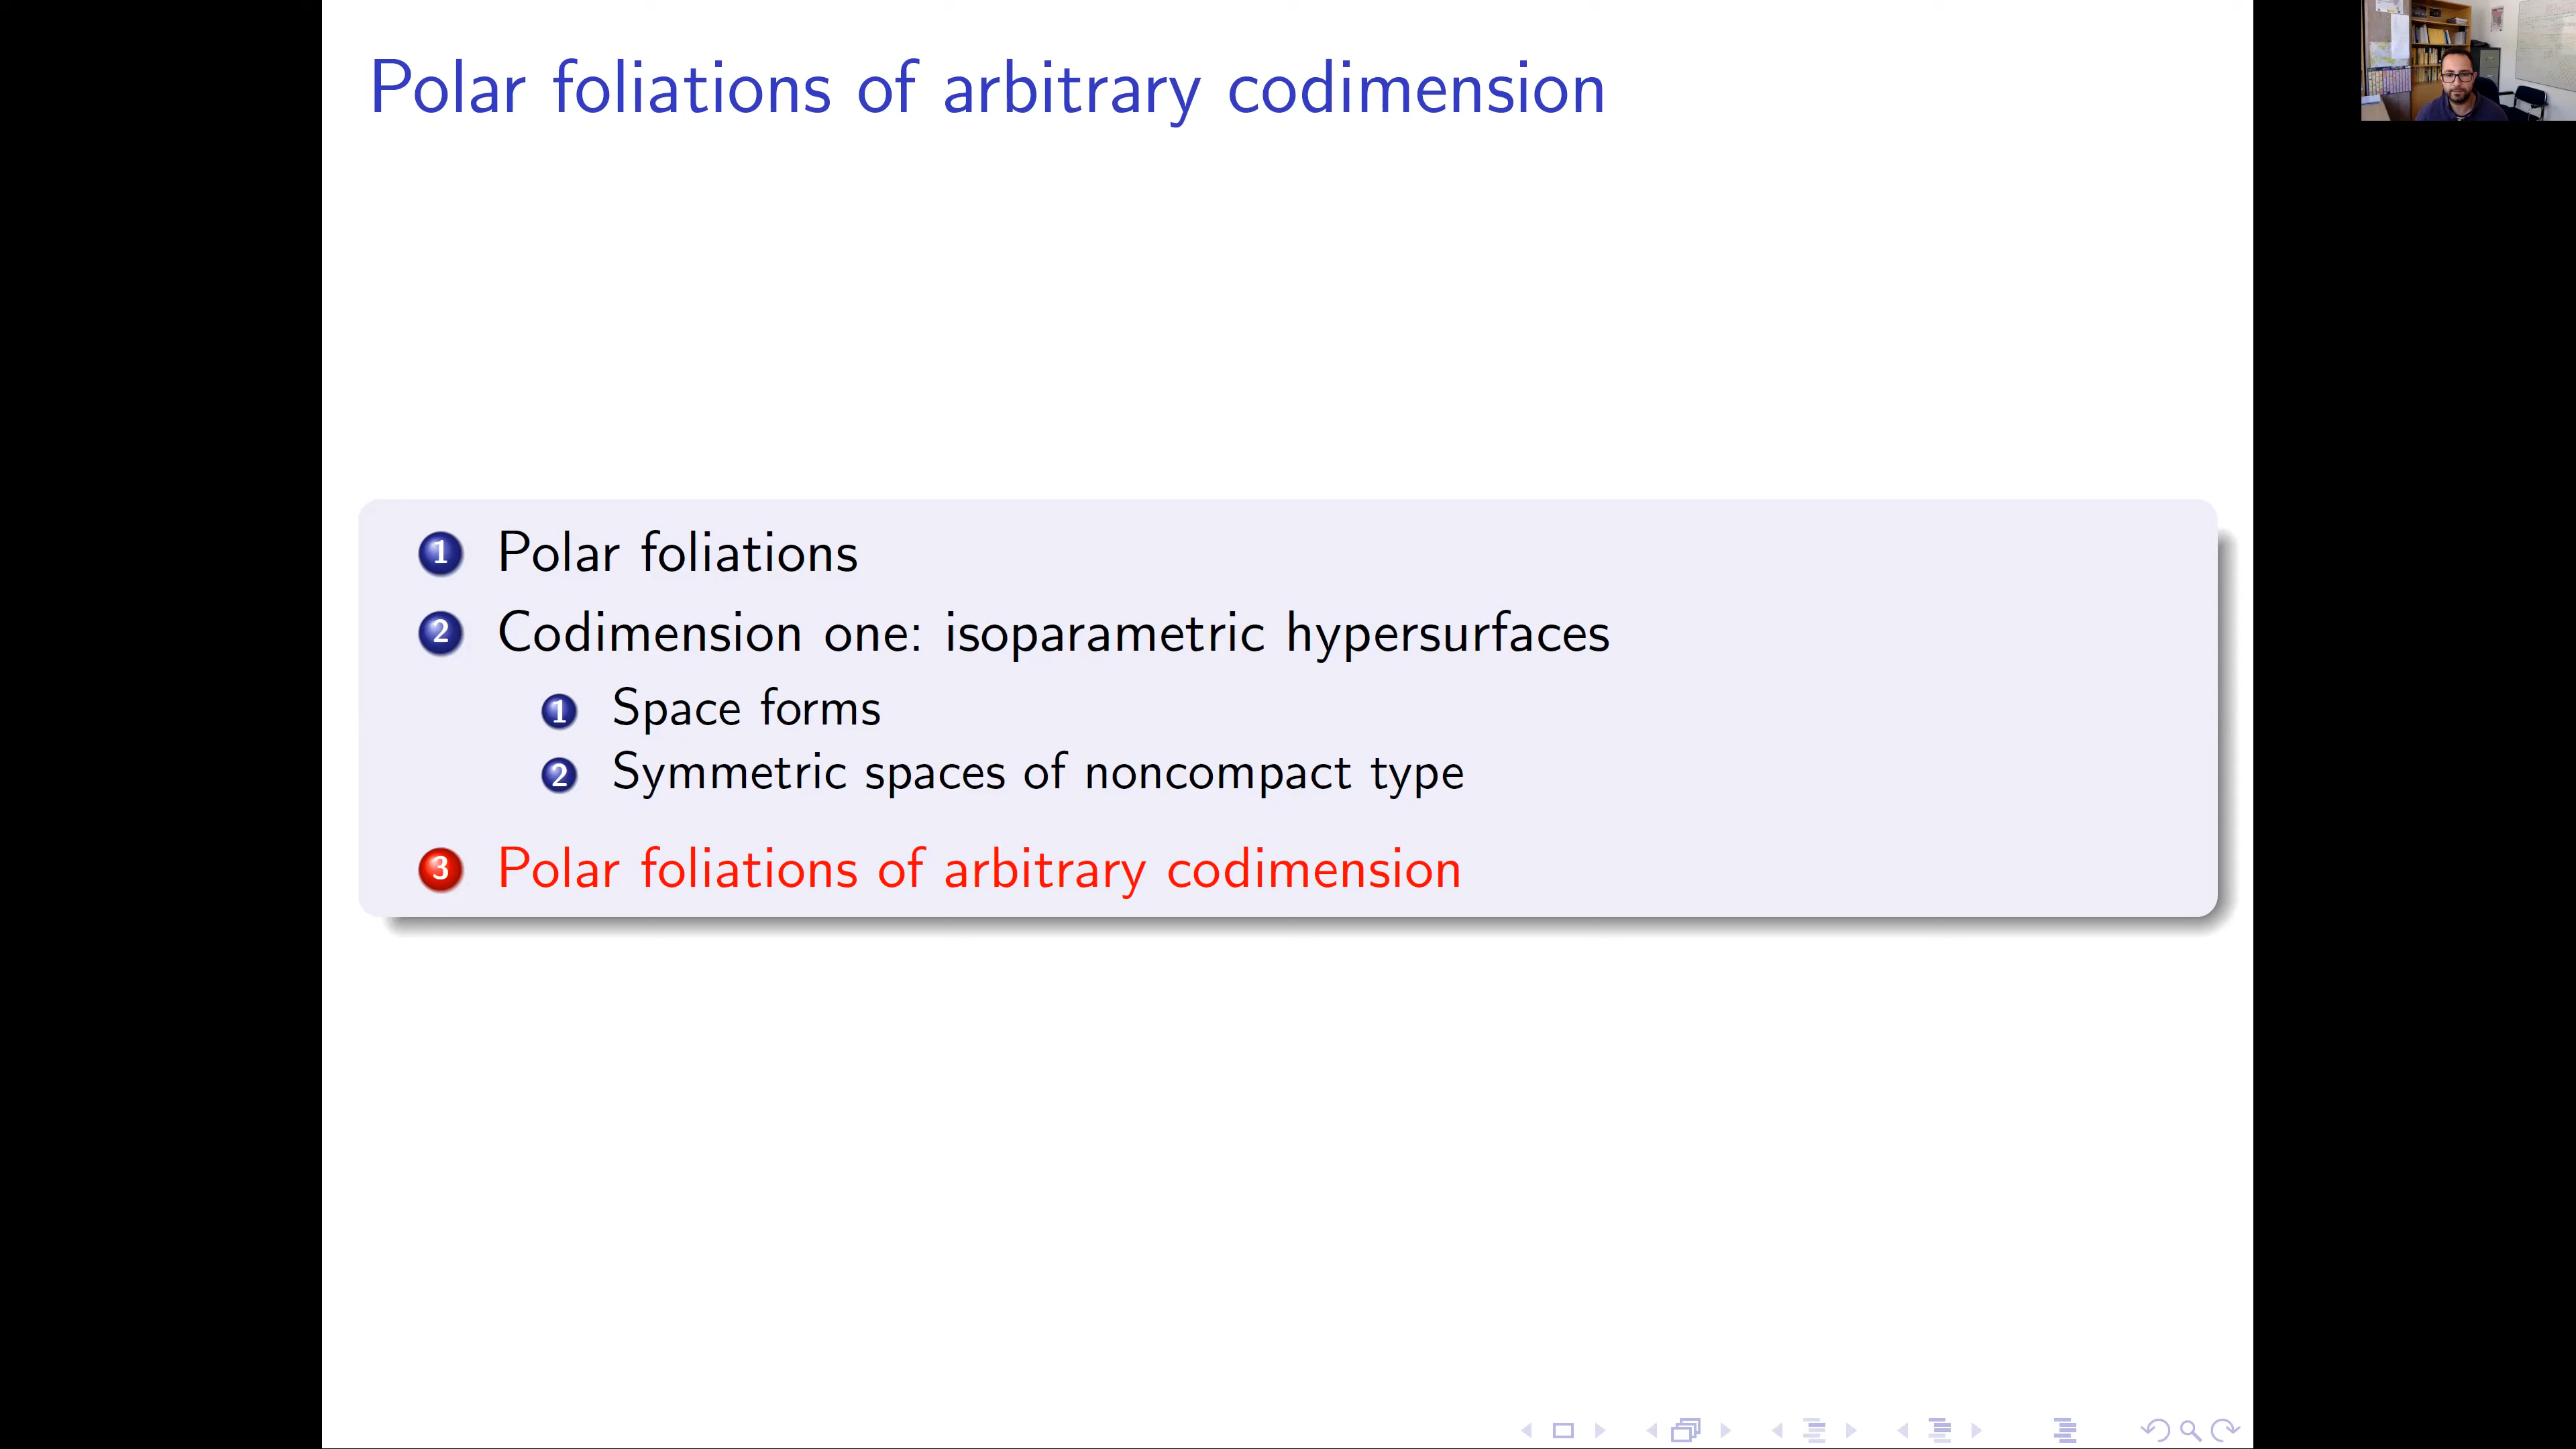 Polar foliations of arbitrary codimension
1 Polar foliations
2 Codimension one: isoparametric hypersurfaces
1 Space forms
2 Symmetric spaces of noncompact type
3 Polar foliations of arbitrary codimension